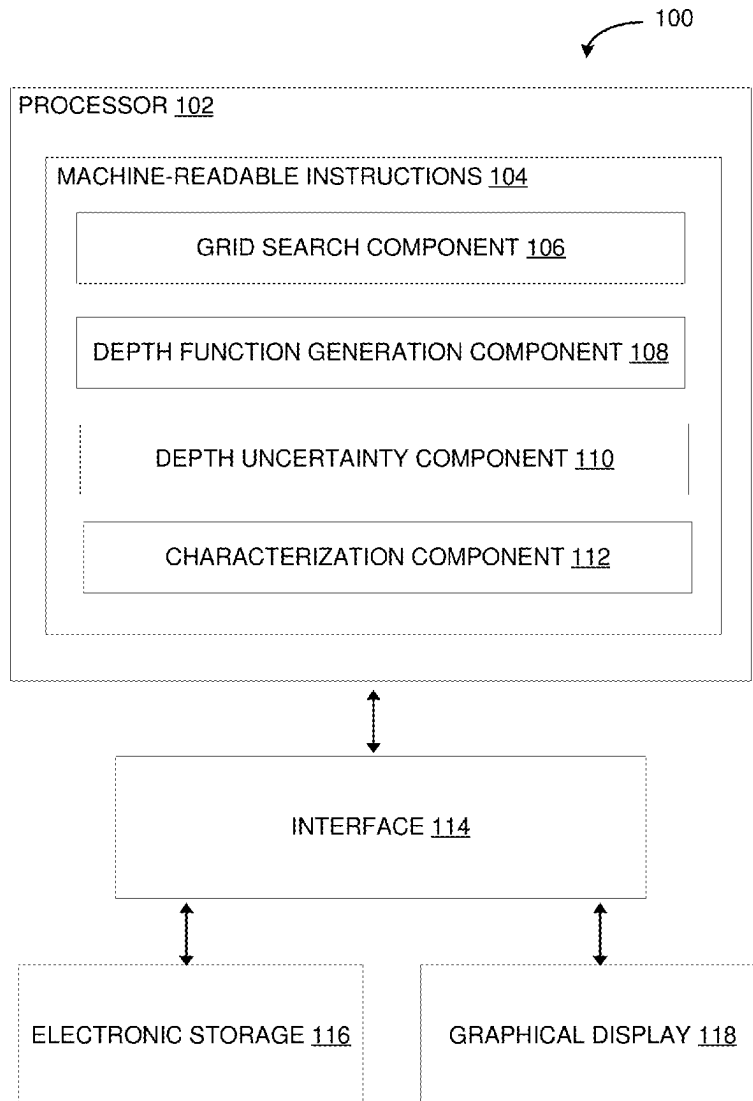 100
PROCESSOR 102
MACHINE-READABLE INSTRUCTIONS 104
GRID SEARCH COMPONENT 106
DEPTH FUNCTION GENERATION COMPONENT 108
DEPTH UNCERTAINTY COMPONENT 110
CHARACTERIZATION COMPONENT 112
INTERFACE 114
ELECTRONIC STORAGE 116
GRAPHICAL DISPLAY 118